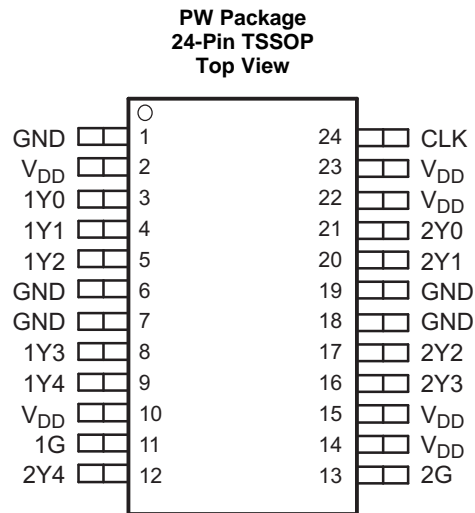 PW Package
24-Pin TSSOP
Top View
GND 1 24 CLK
VDD 2 23 VDD
1Y0 3 22 VDD
1Y1 4 21 2Y0
1Y2 5 20 2Y1
GND 6 19 GND
GND 7 18 GND
1Y3 8 17 2Y2
1Y4 9 16 2Y3
VDD 10 15 VDD
1G 11 14 VDD
2Y4 12 13 2G